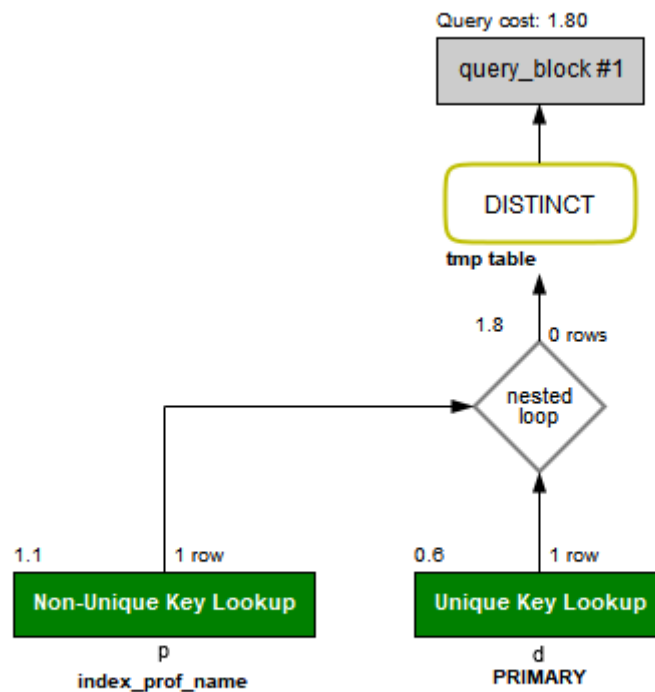 Query cost: 1.80
query_block #1
DISTINCT
tmp table
1.8
0 rows
nested
loop
1.1
1 row
0.6
1 row
Non-Unique Key Lookup
Unique Key Lookup
p
d
index_prof_name
PRIMARY